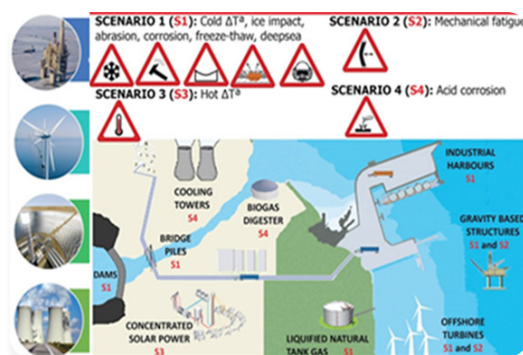 SCENARIO 1 (S1): Cold ΔTª, ice impact,
abrasion, corrosion, freeze-thaw, deepsea
SCENARIO 2 (S2): Mechanical fatigue
SCENARIO 3 (S3): Hot ΔTª
SCENARIO 4 (S4): Acid corrosion
INDUSTRIAL
HARBOURS
S1
COOLING
TOWERS
S4
BIOGAS
DIGESTER
S4
GRAVITY BASED
STRUCTURES
S1 and S2
BRIDGE
PILES
S1
DAMS
S1
CONCENTRATED
SOLAR POWER
S3
LIQUIFIED NATURAL
TANK GAS S1
OFFSHORE
TURBINES
S1 and S2